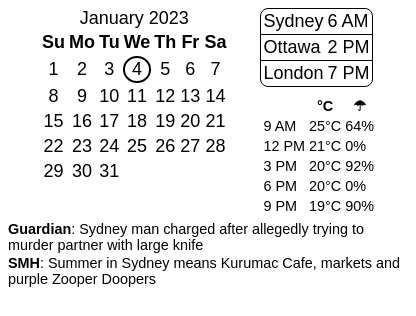 January 2023
Su Mo Tu We Th Fr Sa
1 2 3 4 5 6 7
8 9 10 11 12 13 14
15 16 17 18 19 20 21
22 23 24 25 26 27 28
29 30 31
Sydney 6 AM
Ottawa 2 PM
London 7 PM
°C ☂
9 AM 25°C 64%
12 PM 21°C 0%
3 PM 20°C 92%
6 PM 20°C 0%
9 PM 19°C 90%
Guardian: Sydney man charged after allegedly trying to
murder partner with large knife
SMH: Summer in Sydney means Kurumac Cafe, markets and
purple Zooper Doopers